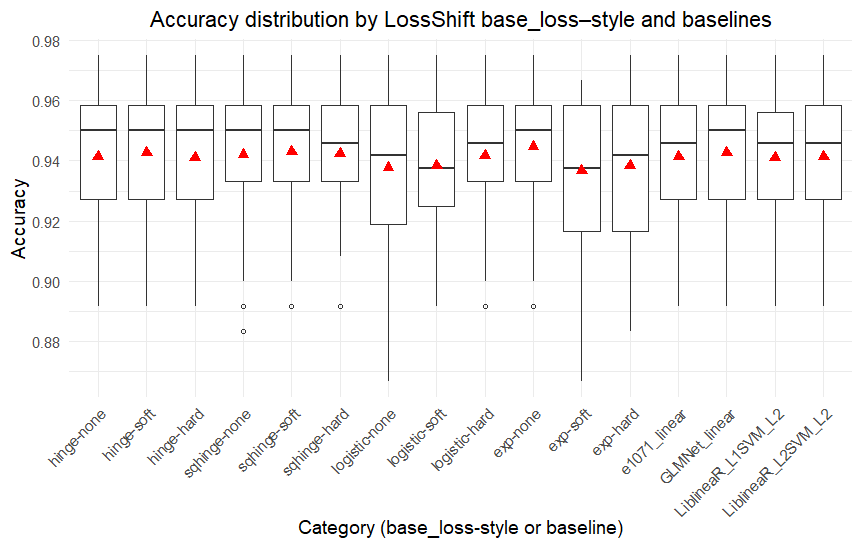 Accuracy distribution by LossShift base_loss–style and baselines
Accuracy
0.98
0.96
0.94
0.92
0.90
0.88
hinge-none
hinge-soft
hinge-hard
sqhinge-none
sqhinge-soft
sqhinge-hard
logistic-none
logistic-soft
logistic-hard
exp-none
exp-soft
exp-hard
e1071_linear
GLMNet_linear
LiblineaR_L1SVM_L2
LiblineaR_L2SVM_L2
Category (base_loss-style or baseline)